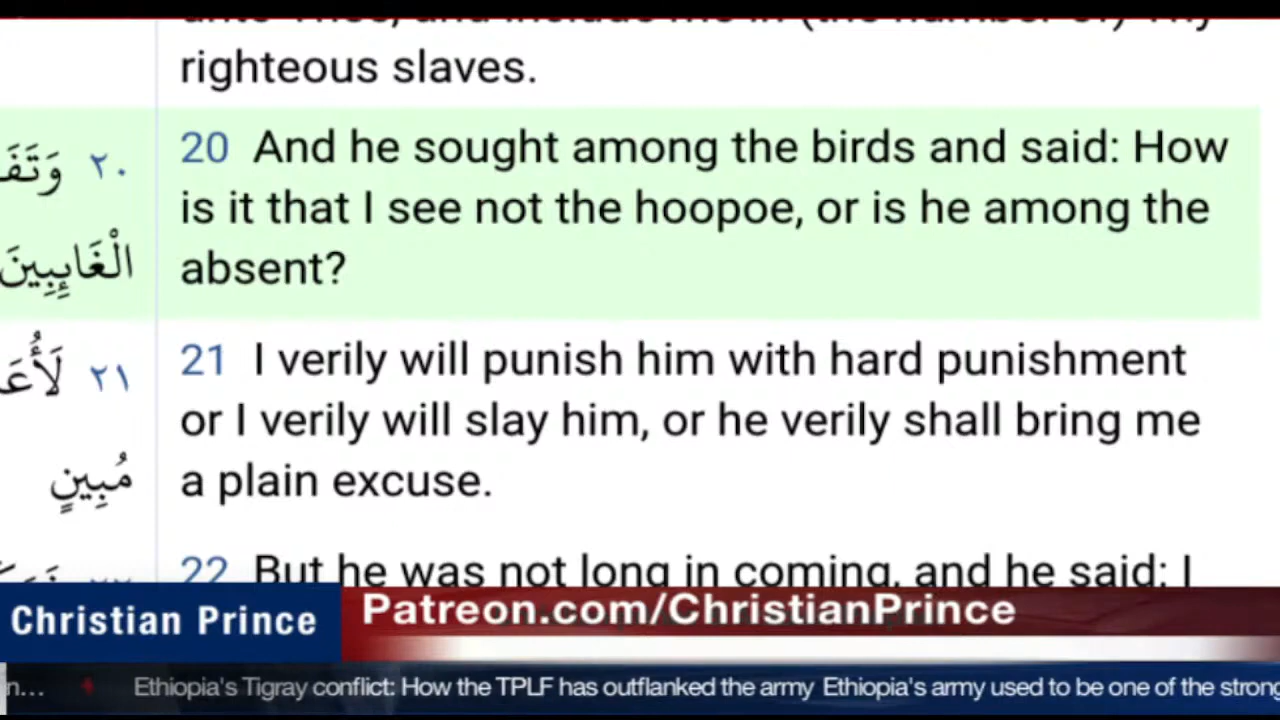 righteous slaves.
٢٠ وَتَفَ
20 And he sought among the birds and said: How
is it that I see not the hoopoe, or is he among the
الْغَايِٕبِينَ
absent?
٢١ لَأُعَ
21 I verily will punish him with hard punishment
or I verily will slay him, or he verily shall bring me
مُبِينٍ
a plain excuse.
22 But he was not long in coming, and he said: I
Christian Prince
Patreon.com/ChristianPrince
n... Ethiopia's Tigray conflict: How the TPLF has outflanked the army Ethiopia's army used to be one of the strong